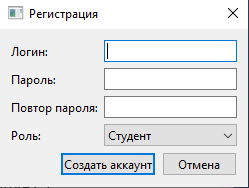 Регистрация
Логин:
Пароль:
Повтор пароля:
Роль: Студент
Создать аккаунт Отмена